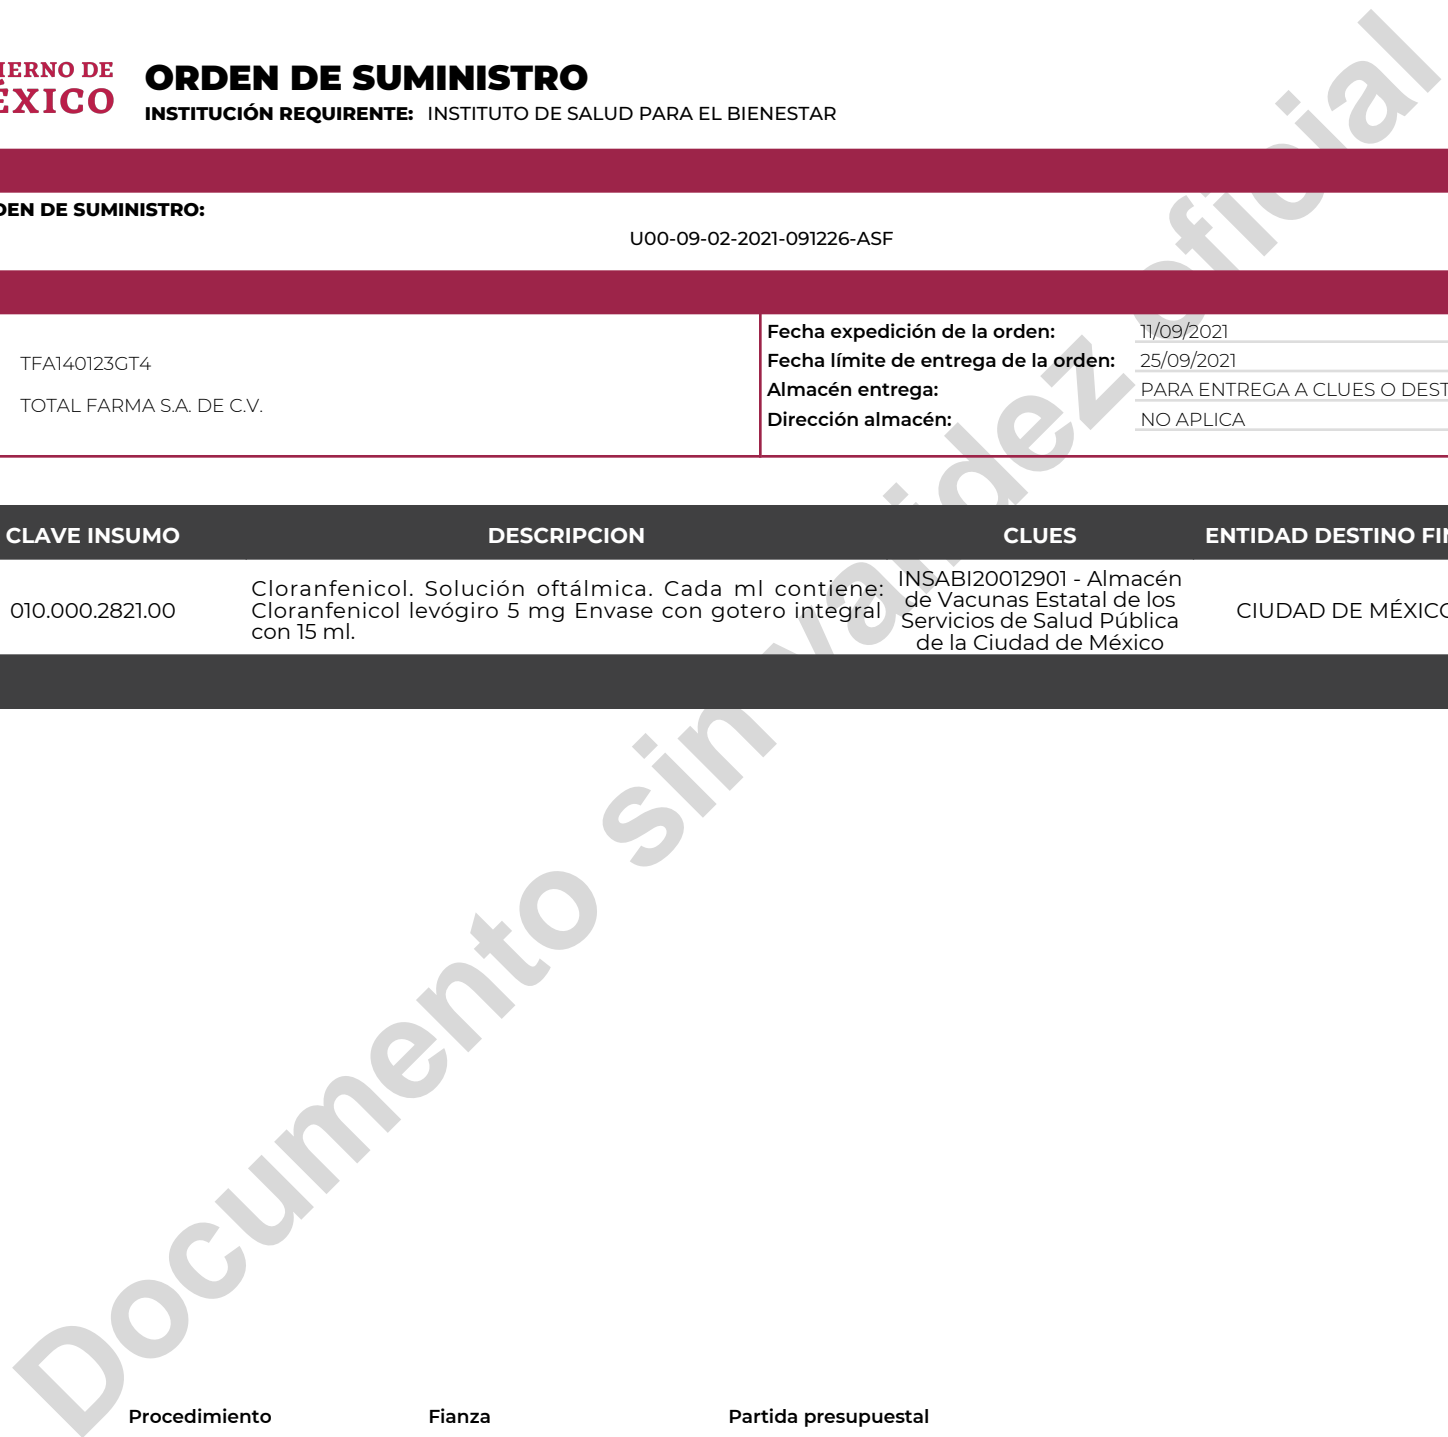 IERNO DE
ÉXICO
ORDEN DE SUMINISTRO
INSTITUCIÓN REQUIRENTE: INSTITUTO DE SALUD PARA EL BIENESTAR
DEN DE SUMINISTRO:
U00-09-02-2021-091226-ASF
TFA140123GT4
TOTAL FARMA S.A. DE C.V.
Fecha expedición de la orden: 11/09/2021
Fecha límite de entrega de la orden: 25/09/2021
Almacén entrega: PARA ENTREGA A CLUES O DEST
Dirección almacén: NO APLICA
CLAVE INSUMO DESCRIPCION CLUES ENTIDAD DESTINO FIN
010.000.2821.00
Cloranfenicol. Solución oftálmica. Cada ml contiene:
Cloranfenicol levógiro 5 mg Envase con gotero integral
con 15 ml.
INSABI20012901 - Almacén
de Vacunas Estatal de los
Servicios de Salud Pública
de la Ciudad de México
CIUDAD DE MÉXICO
Documento sin validez oficial
Procedimiento Fianza Partida presupuestal